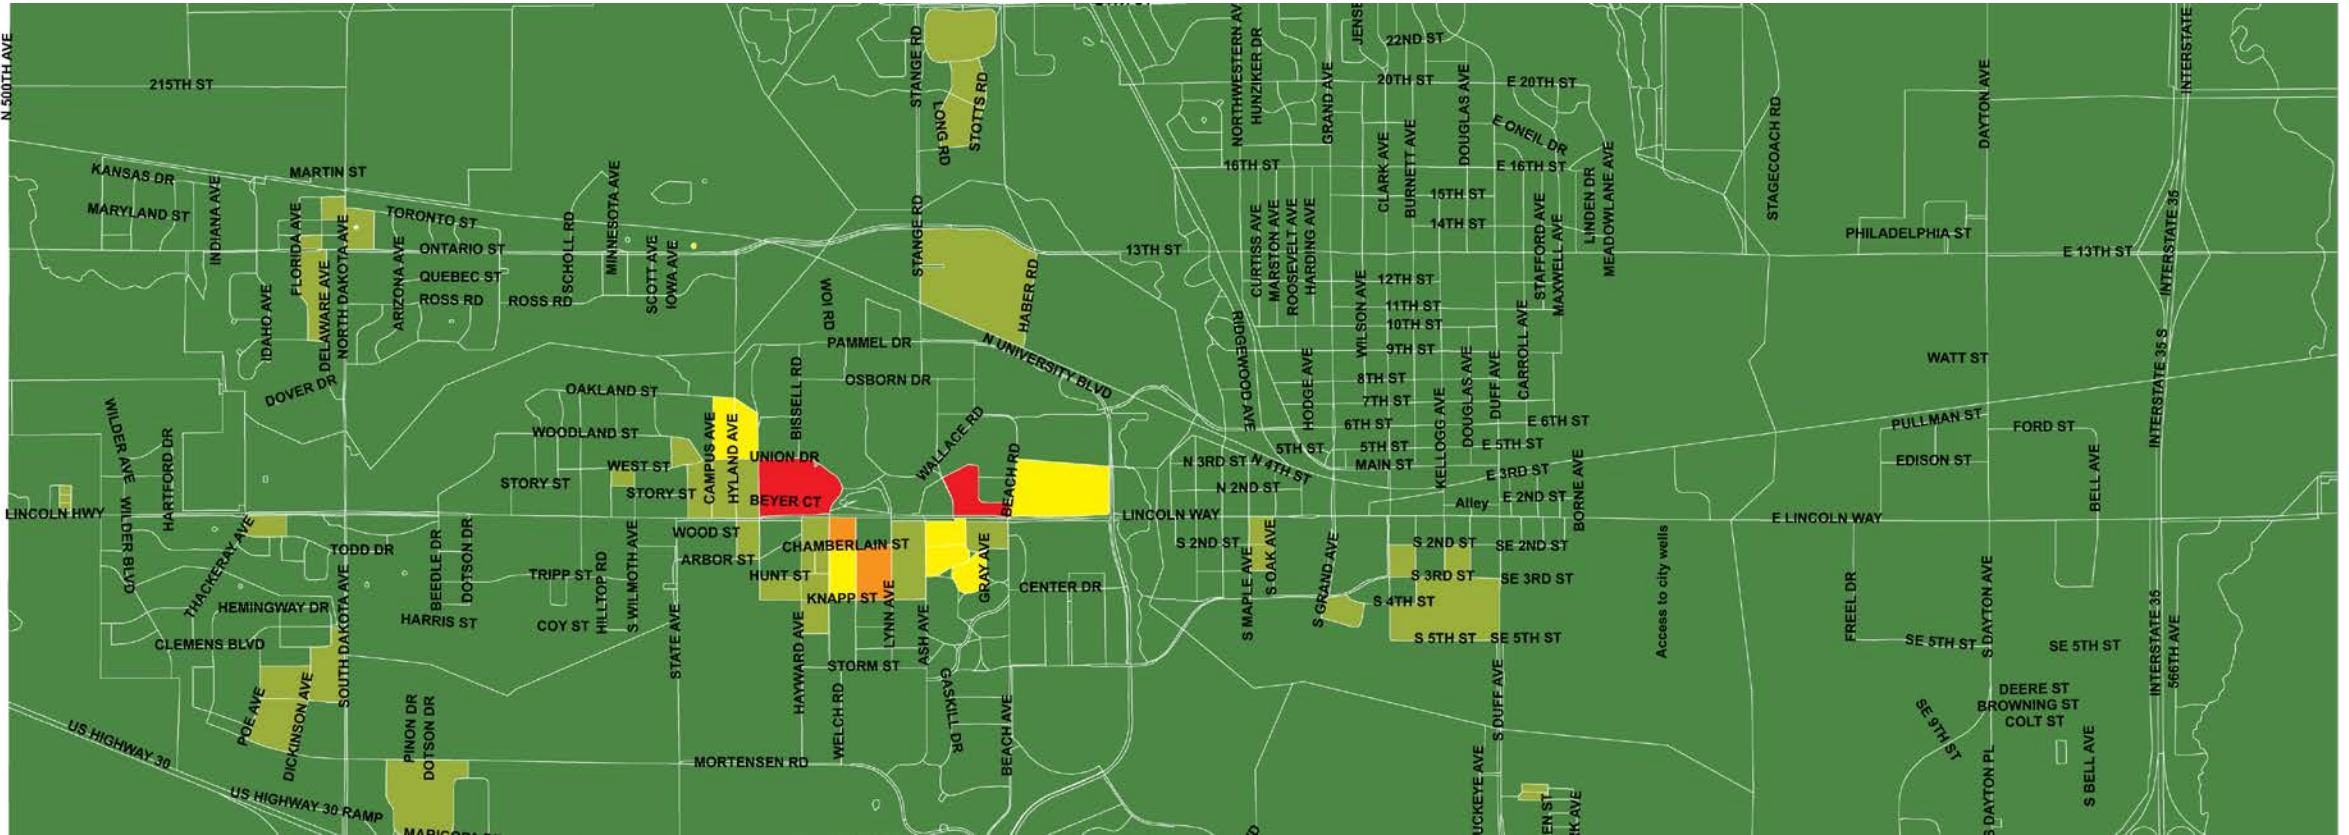 N 500TH AVE
215TH ST
STANGE RD
LONG RD
STOTTS RD
NORTHWESTERN AV
HUNZIKER DR
GRAND AVE
JENSE
22ND ST
20TH ST
DOUGLAS AVE
E 20TH ST
E ONEIL DR
STAGECOACH RD
DAYTON AVE
INTERSTATE
KANSAS DR
MARTIN ST
MARYLAND ST
INDIANA AVE
FLORIDA AVE
NORTH DAKOTA AVE
TORONTO ST
ONTARIO ST
QUEBEC ST
ROSS RD
ROSS RD
ARIZONA AVE
SCHOLL RD
MINNESOTA AVE
SCOTT AVE
IOWA AVE
STANGE RD
HABER RD
13TH ST
16TH ST
CLARK AVE
BURNETT AVE
E 16TH ST
15TH ST
14TH ST
LINDEN DR
MEADOWLANE AVE
CURTISS AVE
MARSTON AVE
ROOSEVELT AVE
HARDING AVE
STAFFORD AVE
MAXWELL AVE
PHILADELPHIA ST
E 13TH ST
INTERSTATE 35
IDAHO AVE
DELAWARE AVE
DOVER DR
WOI RD
PAMMEL DR
OSBORN DR
N UNIVERSITY BLVD
RIDGEWOOD AVE
12TH ST
11TH ST
10TH ST
9TH ST
8TH ST
7TH ST
6TH ST
5TH ST
5TH ST
MAIN ST
WILSON AVE
HODGE AVE
KELLOGG AVE
DOUGLAS AVE
DUFF AVE
CARROLL AVE
E 6TH ST
E 5TH ST
E 3RD ST
E 2ND ST
Alley
BORNE AVE
WATT ST
INTERSTATE 35 S
PULLMAN ST
FORD ST
EDISON ST
BELL AVE
WILDER AVE
HARTFORD DR
OAKLAND ST
WOODLAND ST
WEST ST
STORY ST
STORY ST
CAMPUS AVE
HYLAND AVE
BISSELL RD
UNION DR
BEYER CT
WALLACE RD
BEACH RD
N 3RD ST
N 4TH ST
N 2ND ST
LINCOLN WAY
E LINCOLN WAY
LINCOLN HWY
WILDER BLVD
THACKERAY AVE
TODD DR
BEEDLE DR
DOTSON DR
TRIPP ST
HILLTOP RD
S WILMOTH AVE
WOOD ST
ARBOR ST
CHAMBERLAIN ST
HUNT ST
KNAPP ST
LYNN AVE
GRAY AVE
CENTER DR
S 2ND ST
S MAPLE AVE
S OAK AVE
S GRAND AVE
S 2ND ST
SE 2ND ST
S 3RD ST
SE 3RD ST
S 4TH ST
S 5TH ST
SE 5TH ST
Access to city wells
FREEL DR
S DAYTON AVE
SE 5TH ST
SE 5TH ST
INTERSTATE 35
566TH AVE
HEMINGWAY DR
CLEMENS BLVD
HARRIS ST
COY ST
STATE AVE
HAYWARD AVE
ASH AVE
STORM ST
SOUTH DAKOTA AVE
POE AVE
DICKINSON AVE
PINON DR
DOTSON DR
WELCH RD
GASKILL DR
BEACH AVE
MORTENSEN RD
US HIGHWAY 30
US HIGHWAY 30 RAMP
S DUFF AVE
UCKEYE AVE
EN ST
RK AVE
DEERE ST
BROWNING ST
COLT ST
SE 9TH ST
S DAYTON PL
S BELL AVE